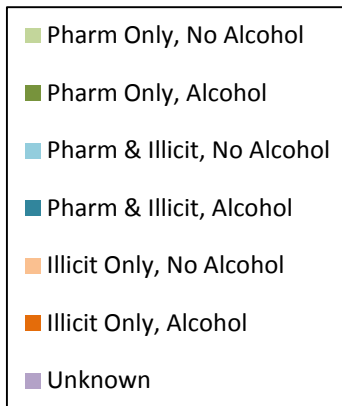 Pharm Only, No Alcohol
Pharm Only, Alcohol
Pharm & Illicit, No Alcohol
Pharm & Illicit, Alcohol
Illicit Only, No Alcohol
Illicit Only, Alcohol
Unknown